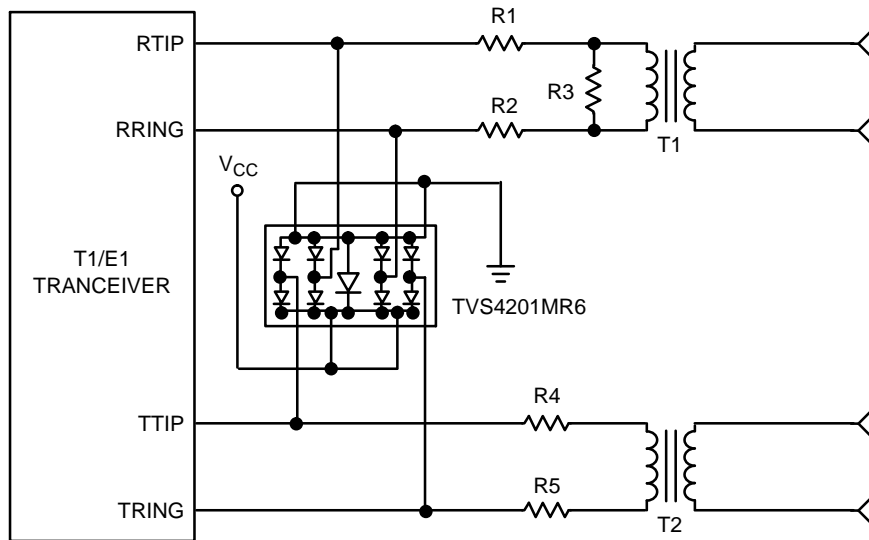 R1
RTIP
R3
R2
RRING
T1
VCC
T1/E1
TRANCEIVER
TVS4201MR6
R4
TTIP
R5
TRING
T2